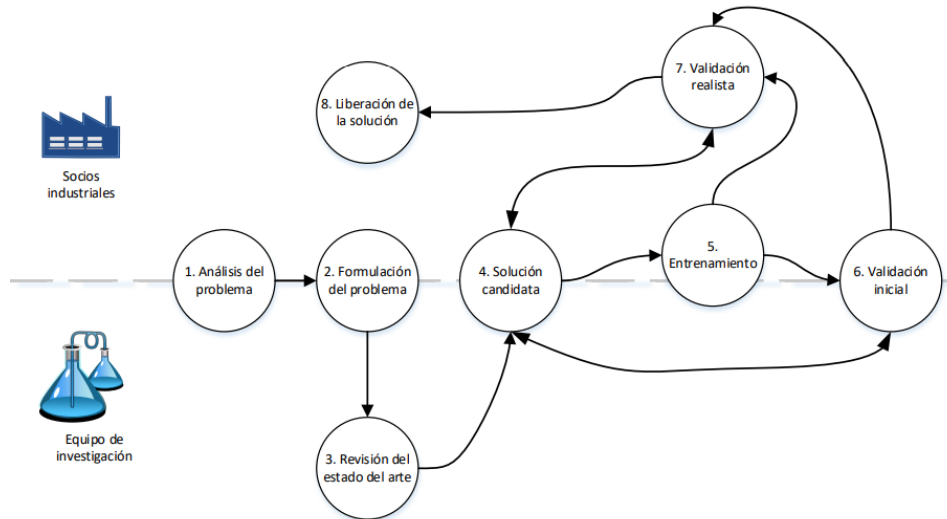 7. Validación
realista
8. Liberación de
la solución
Socios
industriales
1. Análisis del
problema
2. Formulación
del problema
4. Solución
candidata
5.
Entrenamiento
6. Validación
inicial
Equipo de
investigación
3. Revisión del
estado del arte